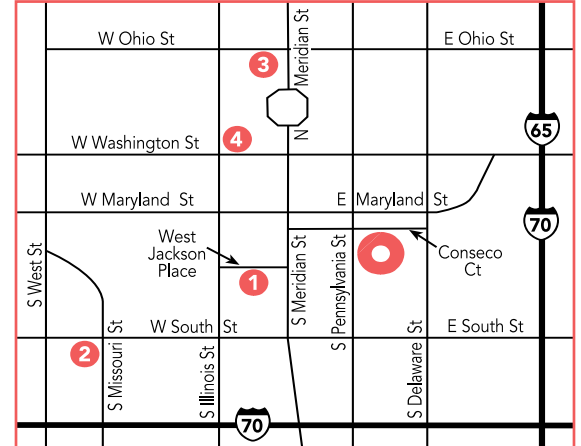 W Ohio St
E Ohio St
N Meridian St
3
65
4
W Washington St
W Maryland St
E Maryland St
70
West
Jackson
Place
Conseco
Ct
S West St
1
S Meridian St
S Pennsylvania St
W South St
E South St
2
S Missouri St
S Illinois St
S Delaware St
70